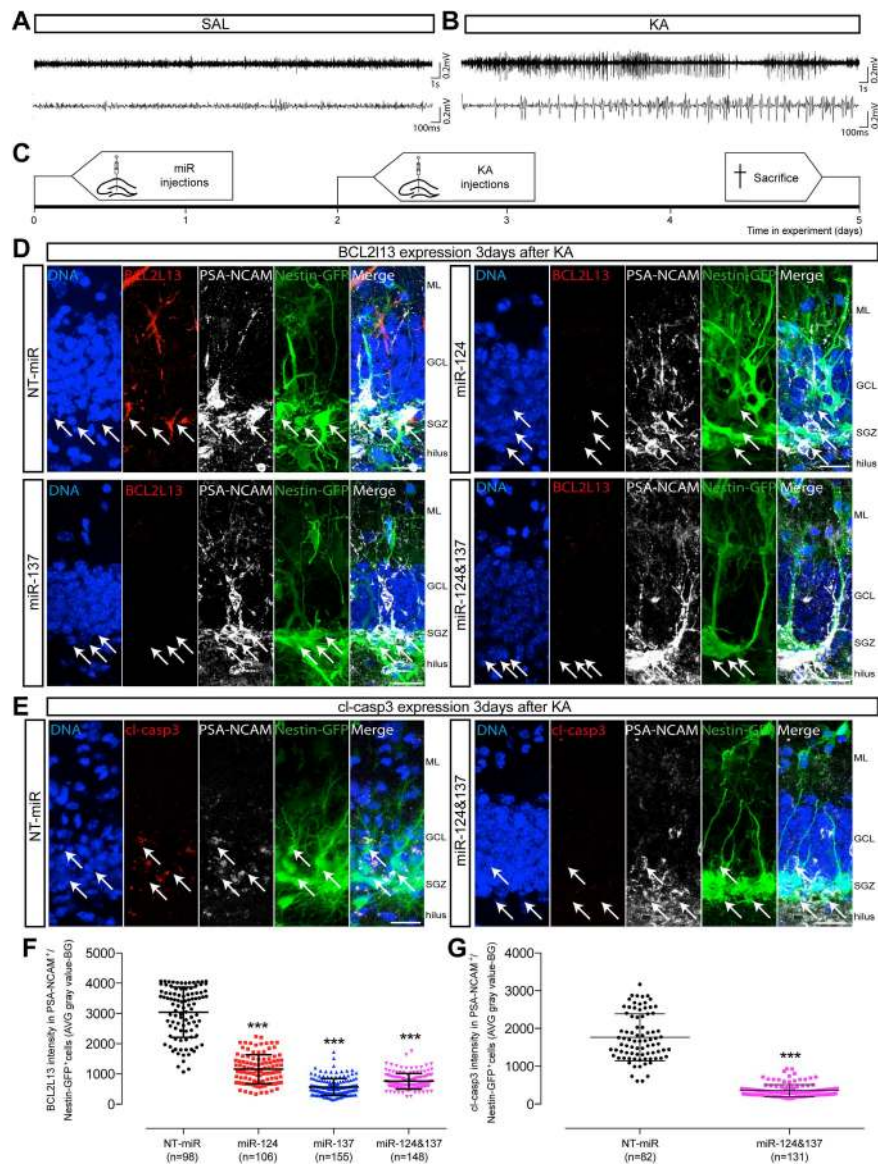 A
SAL
1s
0.2mV
100ms
0.2mV
B
KA
1s
0.2mV
100ms
0.2mV
C
miR
injections
KA
injections
Sacrifice
0 1 2 3 4 5
Time in experiment (days)
D
BCL2l13 expression 3days after KA
NT-miR
DNA BCL2L13 PSA-NCAM Nestin-GFP Merge
ML
GCL
SGZ
hilus
miR-124
DNA BCL2L13 PSA-NCAM Nestin-GFP Merge
ML
GCL
SGZ
hilus
miR-137
DNA BCL2L13 PSA-NCAM Nestin-GFP Merge
ML
GCL
SGZ
hilus
miR-124&137
DNA BCL2L13 PSA-NCAM Nestin-GFP Merge
ML
GCL
SGZ
hilus
E
cl-casp3 expression 3days after KA
NT-miR
DNA cl-casp3 PSA-NCAM Nestin-GFP Merge
ML
GCL
SGZ
hilus
miR-124&137
DNA cl-casp3 PSA-NCAM Nestin-GFP Merge
ML
GCL
SGZ
hilus
F
BCL2L13 intensity in PSA-NCAM+/
Nestin-GFP+cells (AVG gray value-BG)
5000
4000
3000
2000
1000
0
***
***
***
NT-miR miR-124 miR-137 miR-124&137
(n=98) (n=106) (n=155) (n=148)
G
cl-casp3 intensity in PSA-NCAM+/
Nestin-GFP+cells (AVG gray value-BG)
4000
3000
2000
1000
0
***
NT-miR miR-124&137
(n=82) (n=131)